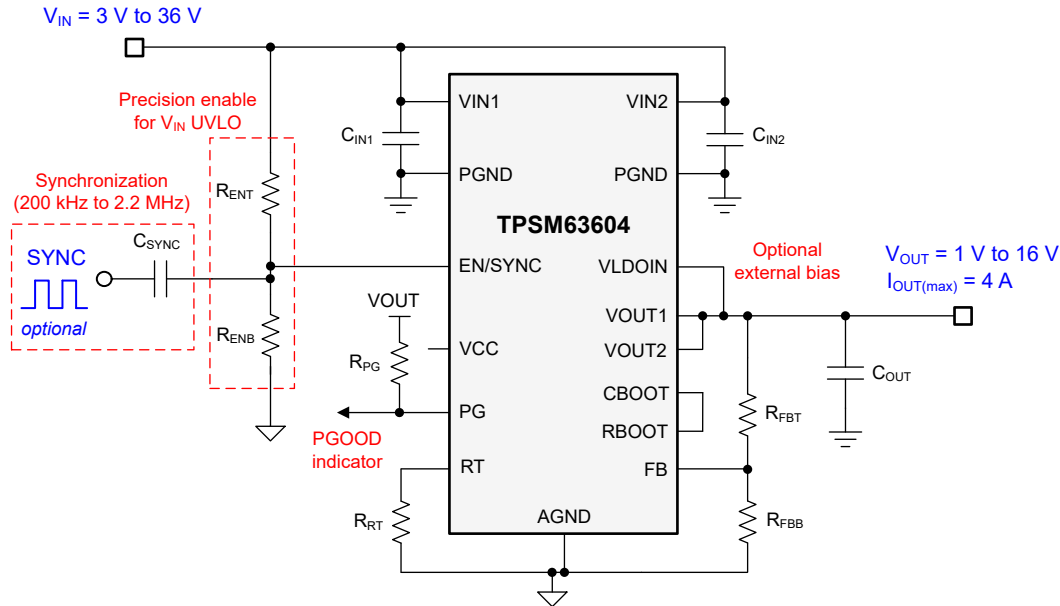 VIN = 3 V to 36 V
Precision enable
for VIN UVLO
Synchronization
(200 kHz to 2.2 MHz)
SYNC
optional
CSYNC
RENT
RENB
CIN1
VIN1
PGND
VIN2
PGND
CIN2
TPSM63604
EN/SYNC
VLDOIN
Optional
external bias
VOUT = 1 V to 16 V
IOUT(max) = 4 A
VOUT
RPG
VCC
PG
PGOOD
indicator
RT
RRT
VOUT1
VOUT2
CBOOT
RBOOT
FB
AGND
COUT
RFBT
RFBB